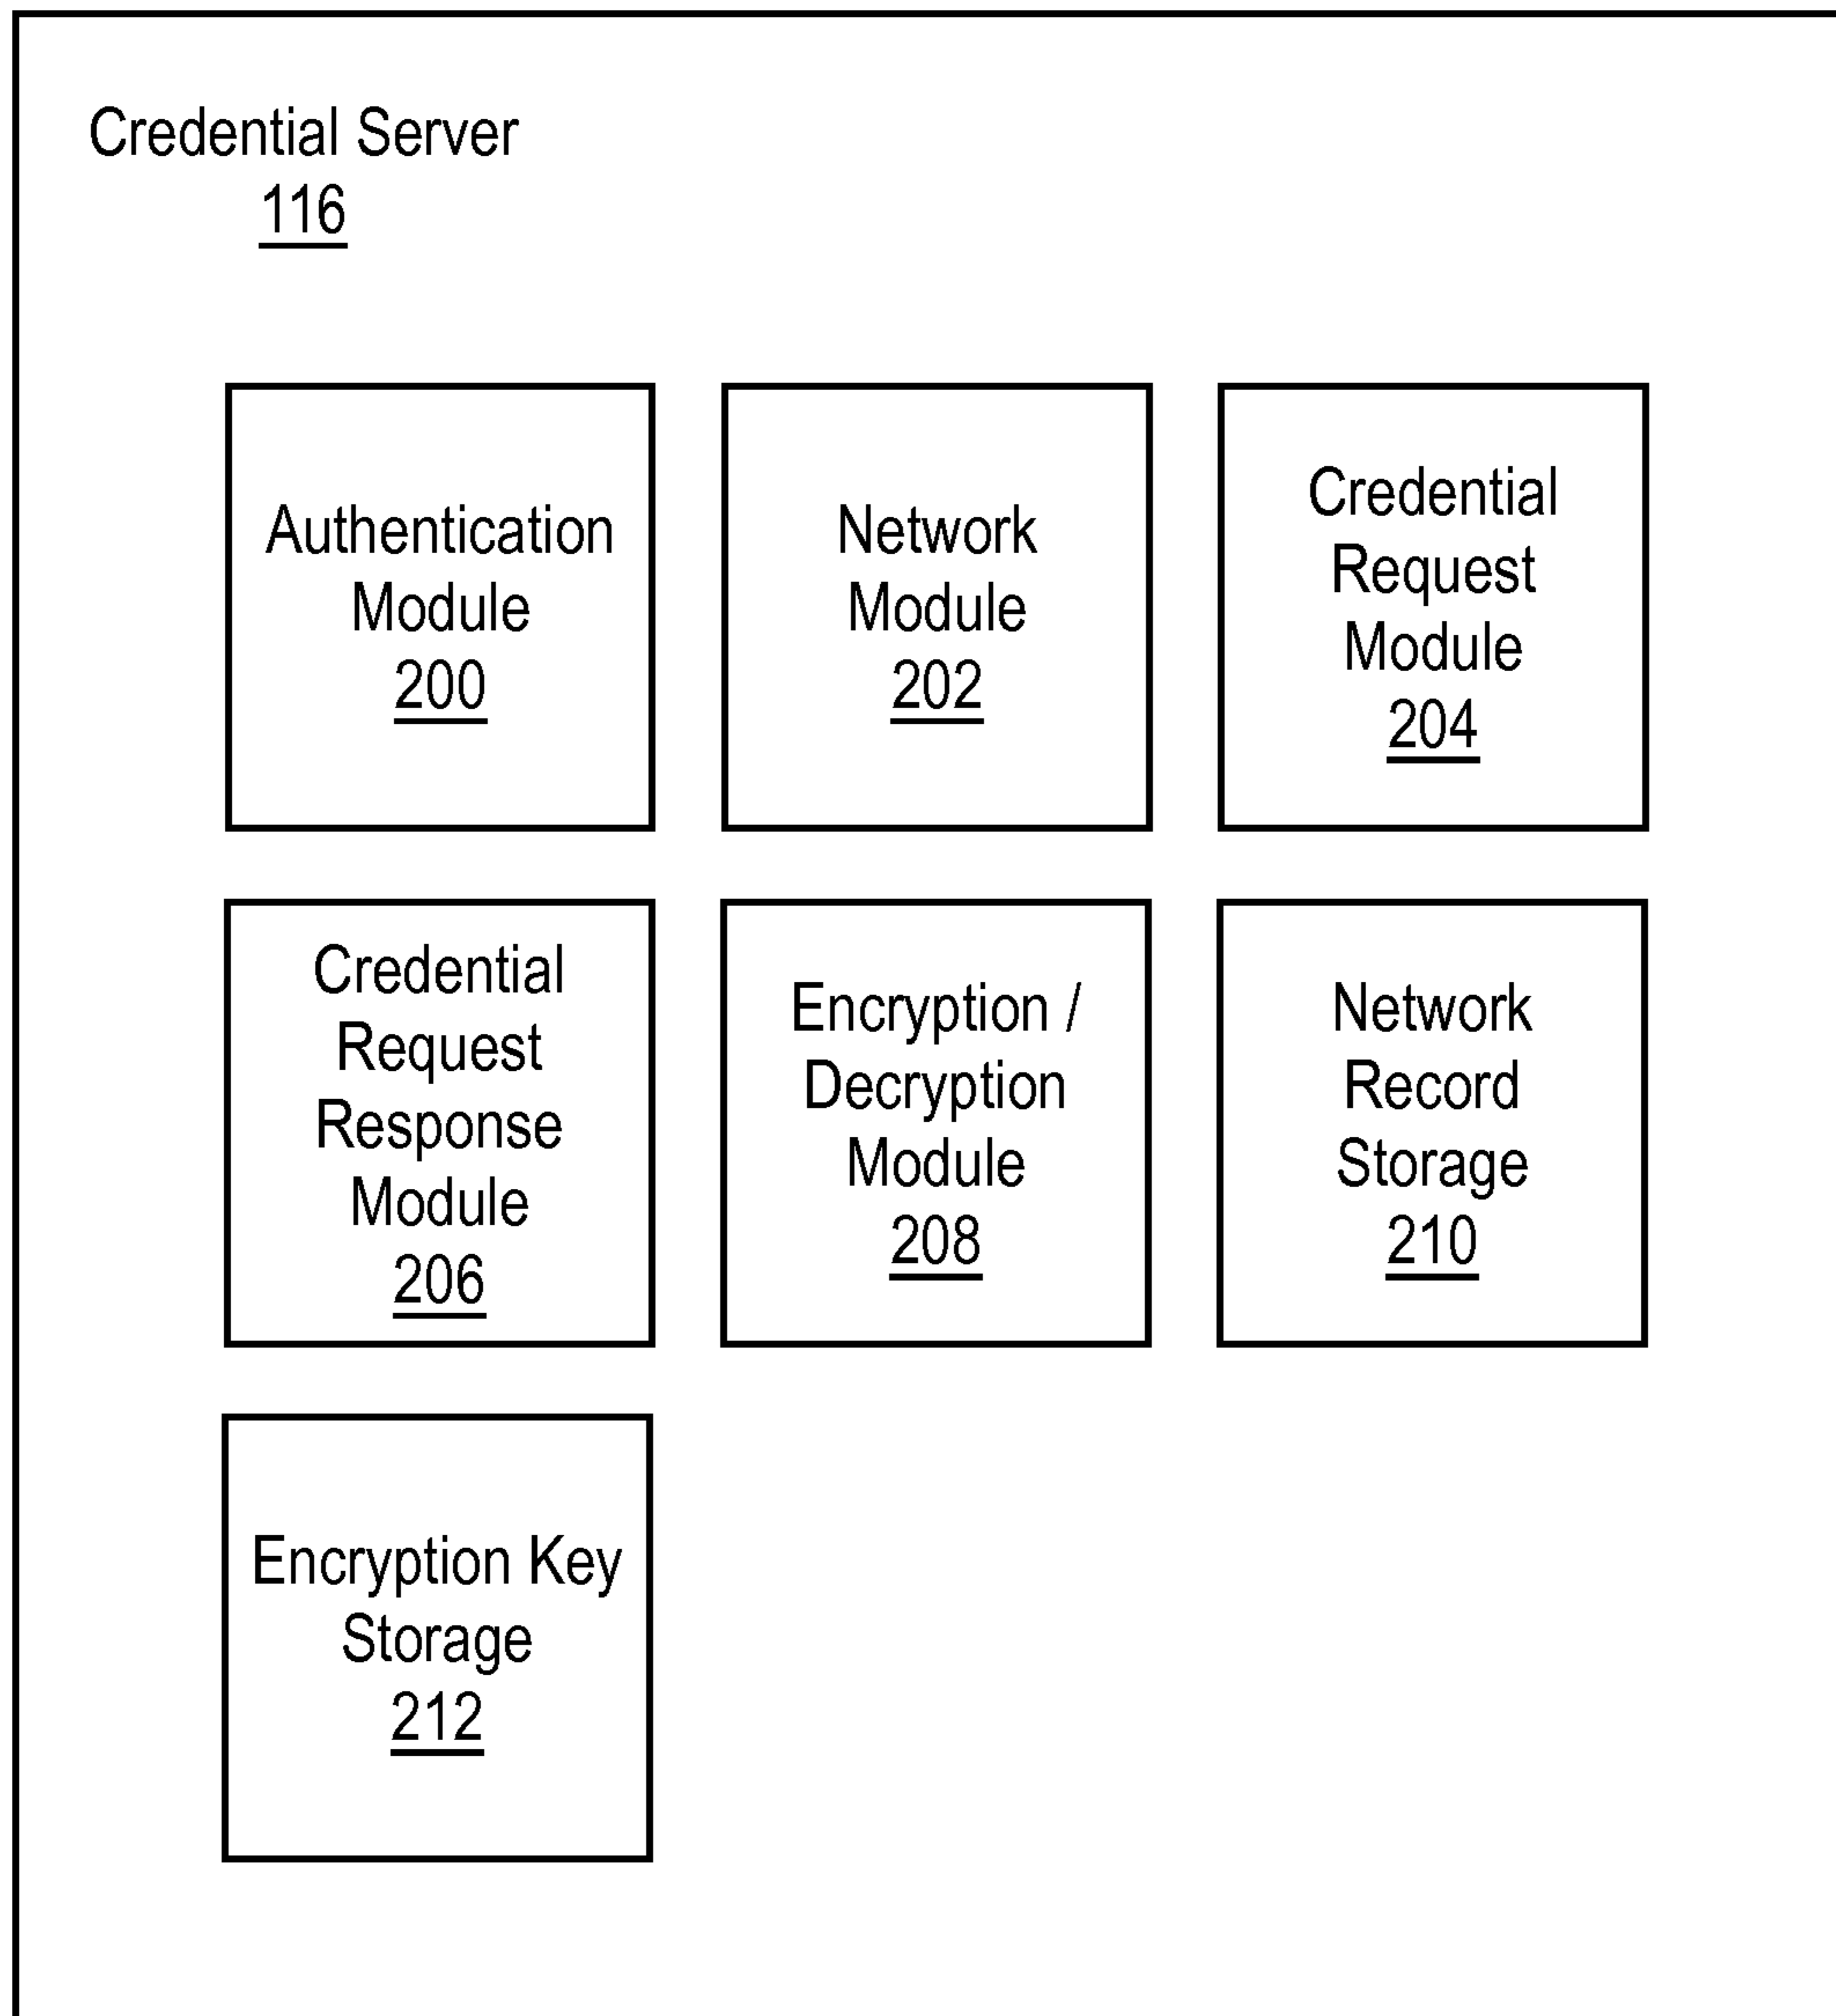 Credential Server
116
Authentication
Module
200
Network
Module
202
Credential
Request
Module
204
Credential
Request
Response
Module
206
Encryption /
Decryption
Module
208
Network
Record
Storage
210
Encryption Key
Storage
212